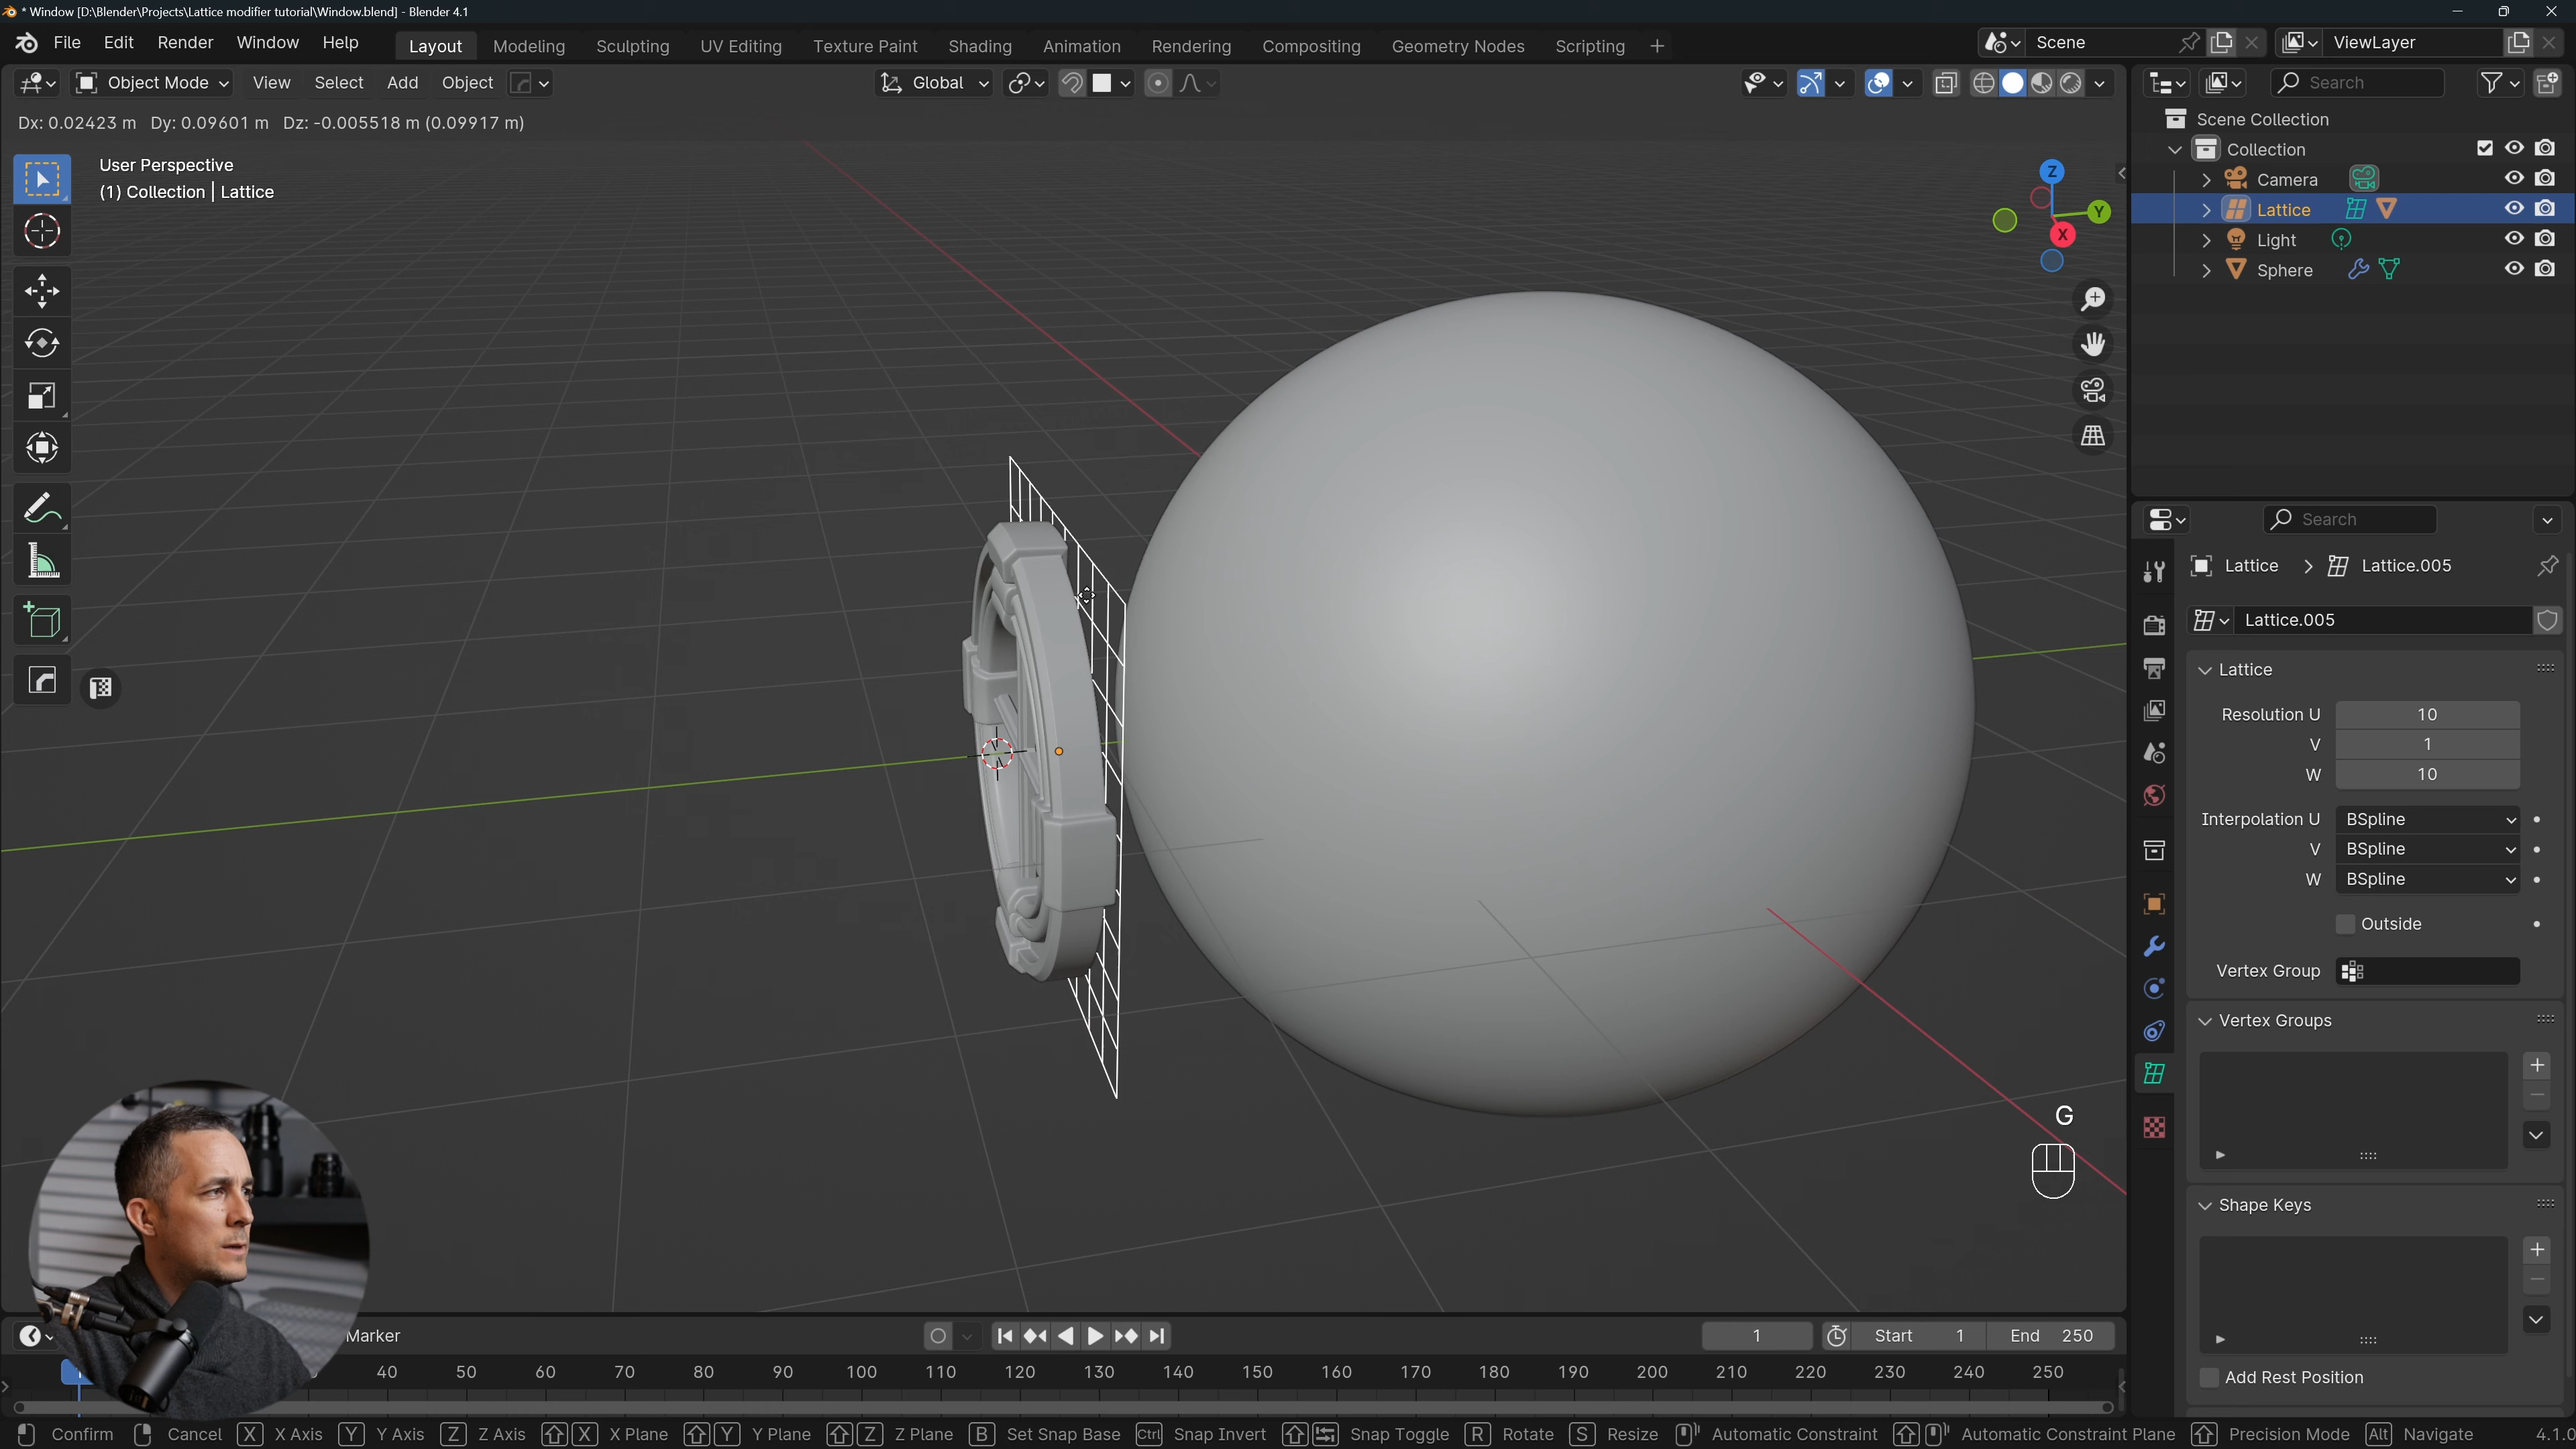 * Window [D:\Blender\Projects\Lattice modifier tutorial\Window.blend] - Blender 4.1
File Edit Render Window Help Layout Modeling Sculpting UV Editing Texture Paint Shading Animation Rendering Compositing Geometry Nodes Scripting + Scene ViewLayer
Object Mode View Select Add Object Global Search
Dx: 0.02423 m Dy: 0.09601 m Dz: -0.005518 m (0.09917 m)
Scene Collection
Collection
User Perspective
(1) Collection | Lattice
Z
Y
X
Camera
Lattice
Light
Sphere
Search
Lattice > Lattice.005
Lattice.005
Lattice
Resolution U 10
V 1
W 10
Interpolation U BSpline
V BSpline
W BSpline
Outside
Vertex Group
Vertex Groups
G
Shape Keys
Add Rest Position
Marker 1 Start 1 End 250
40 50 60 70 80 90 100 110 120 130 140 150 160 170 180 190 200 210 220 230 240 250
Confirm Cancel X X Axis Y Y Axis Z Z Axis X X Plane Y Y Plane Z Z Plane B Set Snap Base Ctrl Snap Invert Snap Toggle R Rotate S Resize Automatic Constraint Automatic Constraint Plane Precision Mode Alt Navigate 4.1.0